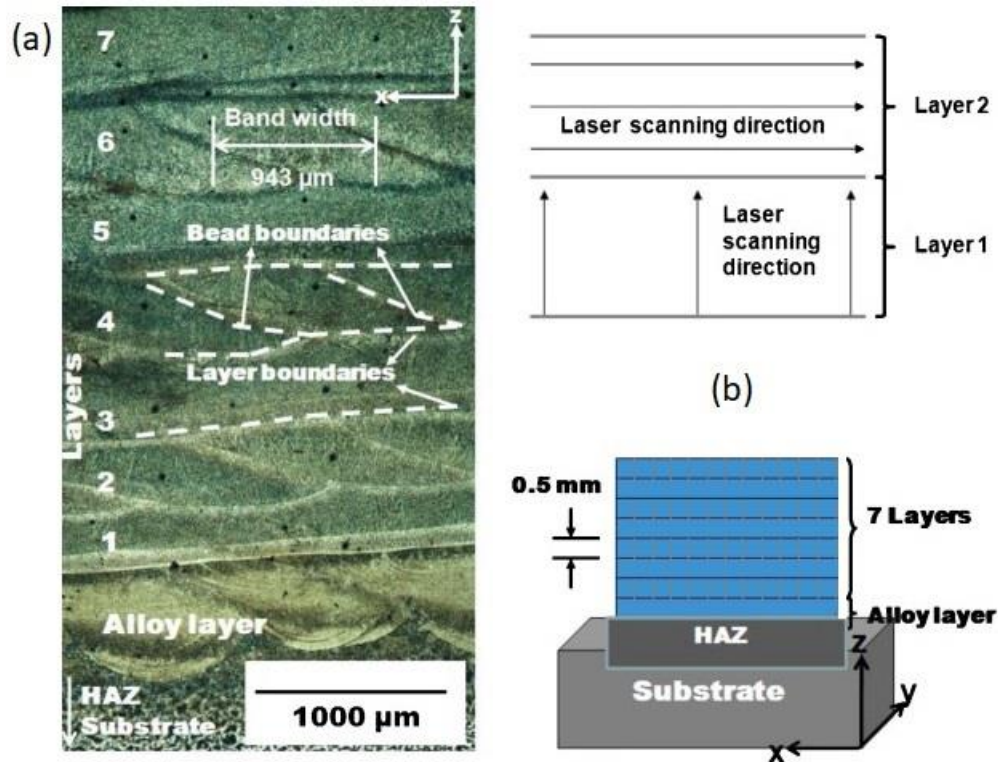 (a)
7
z
x
Band width
6
943 µm
5
Bead boundaries
4
Layer boundaries
Layers
3
2
1
Alloy layer
HAZ
Substrate
1000 µm
Layer 2
Laser scanning direction
Laser
scanning
direction
Layer 1
(b)
0.5 mm
7 Layers
Alloy layer
HAZ
z
Substrate
y
x